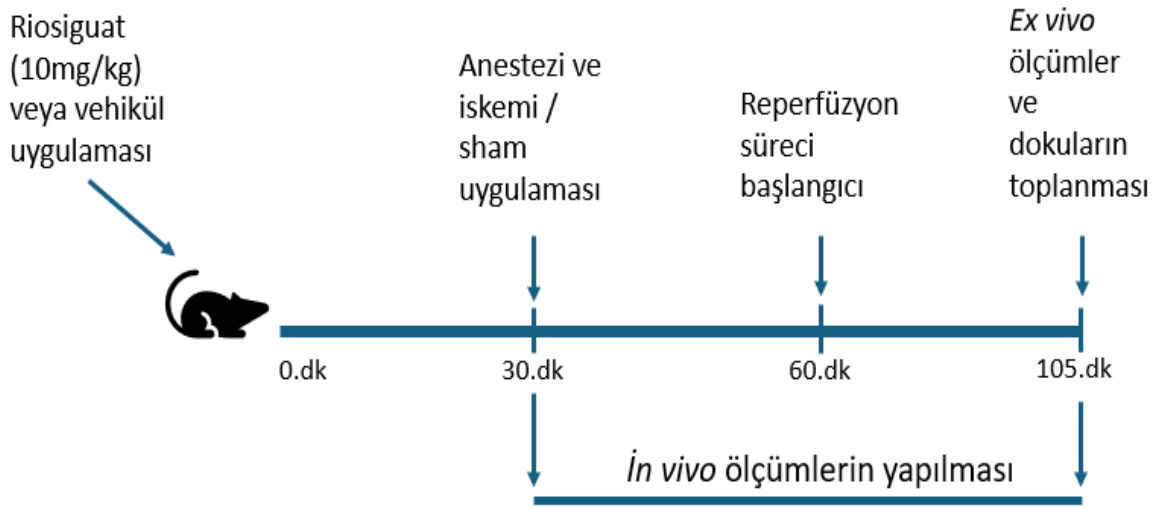 Riosiguat
(10mg/kg)
veya vehikül
uygulaması
Anestezi ve
iskemi /
sham
uygulaması
Reperfüzyon
süreci
başlangıcı
Ex vivo
ölçümler
ve
dokuların
toplanması
0.dk
30.dk
60.dk
105.dk
İn vivo ölçümlerin yapılması